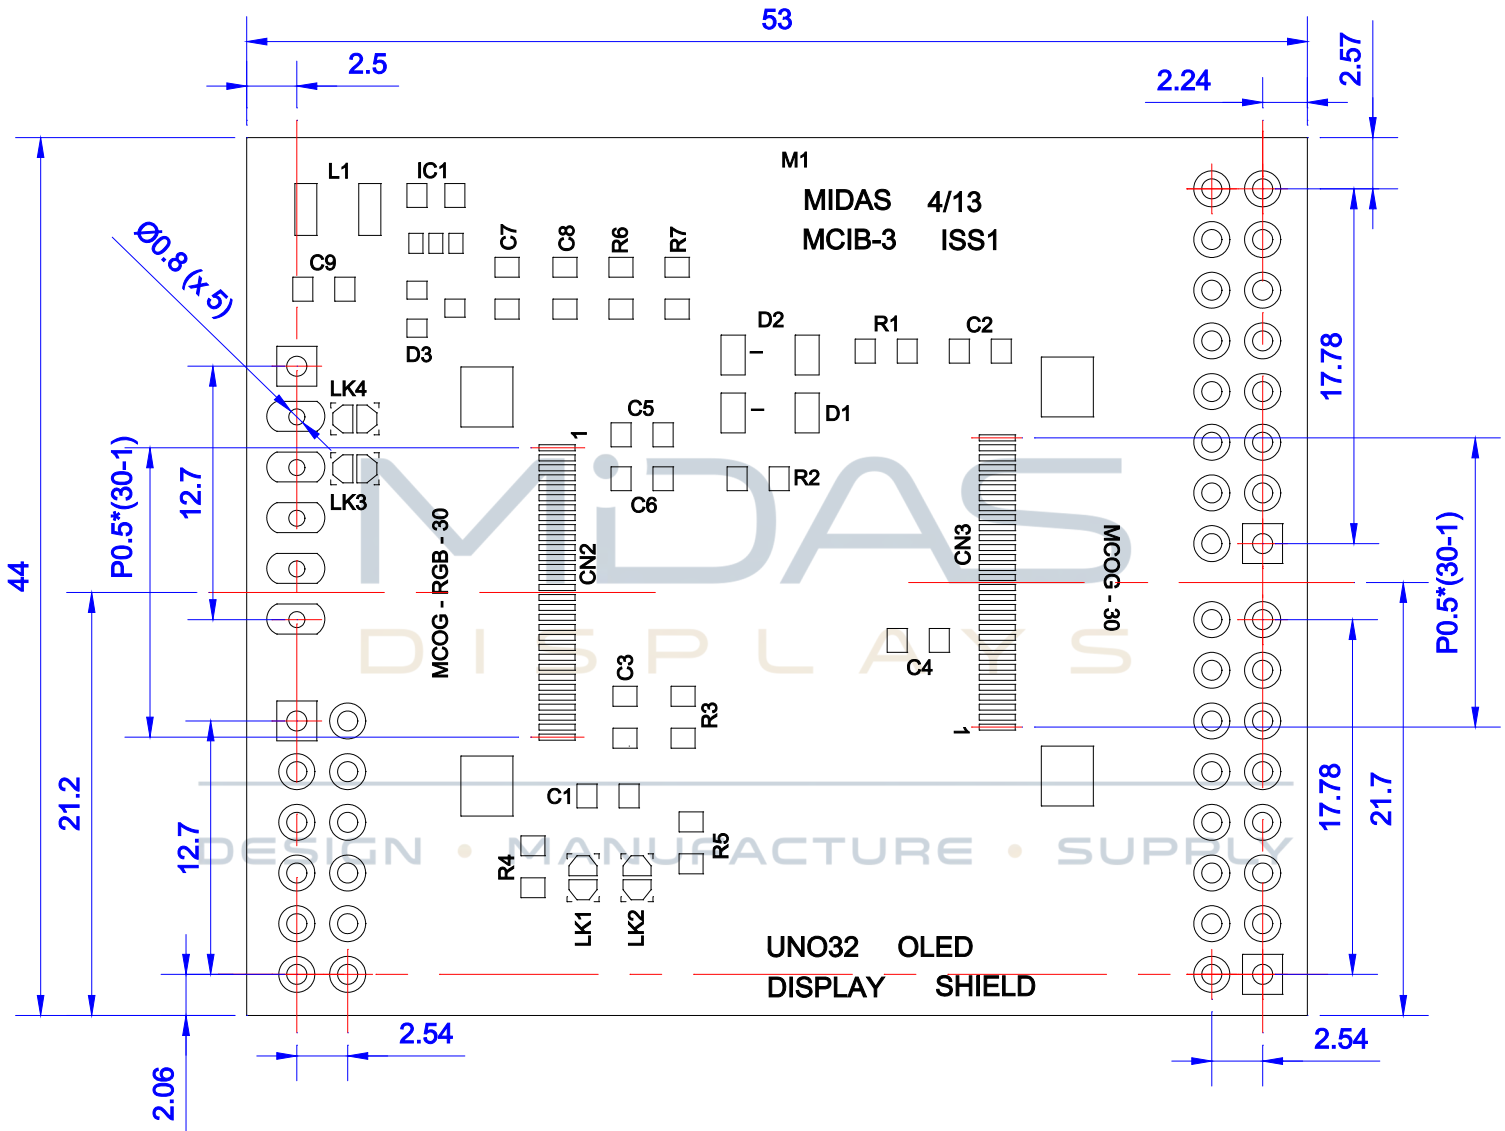 53
2.5
2.24
2.57
M1
L1
IC1
MIDAS 4/13
MCIB-3 ISS1
Ø0.8 (x 5)
C9
C7
C8
R6
R7
D3
D2
R1
C2
17.78
LK4
C5
D1
1
P0.5*(30-1)
12.7
LK3
C6
R2
MiDAS
44
MCOG - RGB - 30
CN2
CN3
MCOG - 30
P0.5*(30-1)
DISPLAYS
C3
C4
R3
1
21.2
12.7
C1
17.78
21.7
DESIGN • MANUFACTURE • SUPPLY
R4
R5
LK1
LK2
UNO32 OLED
DISPLAY SHIELD
2.54
2.54
2.06